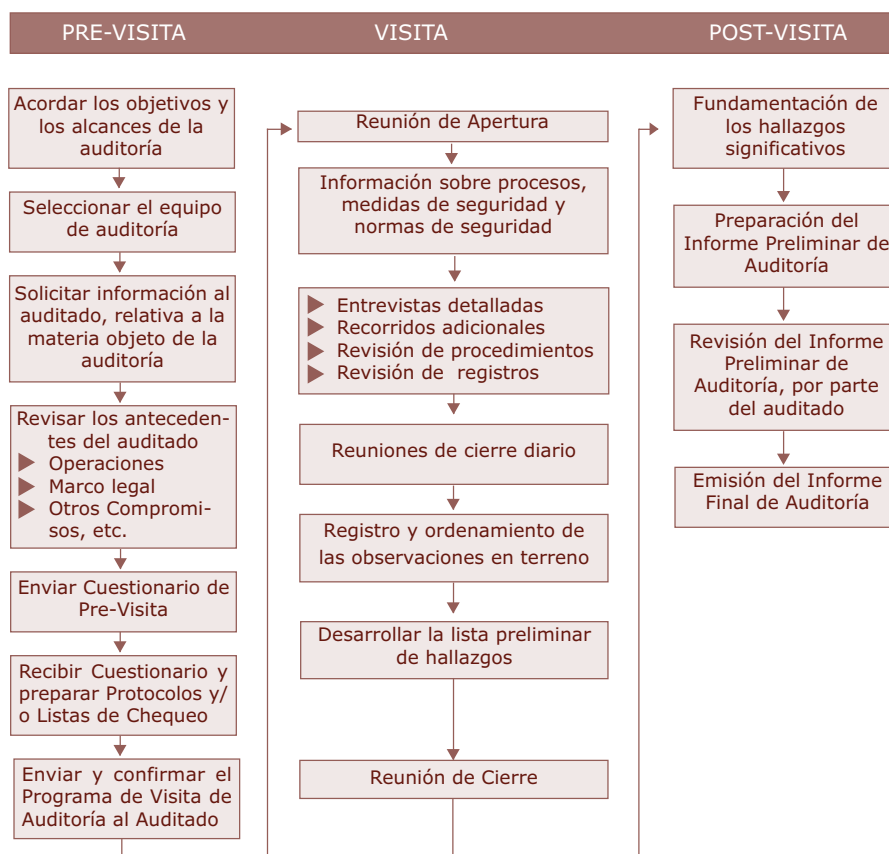 PRE-VISITA
Acordar los objetivos y
los alcances de la
auditoría
Seleccionar el equipo
de auditoría
Solicitar información al
auditado, relativa a la
materia objeto de la
auditoría
Revisar los anteceden-
tes del auditado
Operaciones
Marco legal
Otros Compromi-
sos, etc.
Enviar Cuestionario de
Pre-Visita
Recibir Cuestionario y
preparar Protocolos y/
o Listas de Chequeo
Enviar y confirmar el
Programa de Visita de
Auditoría al Auditado
VISITA
Reunión de Apertura
Información sobre procesos,
medidas de seguridad y
normas de seguridad
Entrevistas detalladas
Recorridos adicionales
Revisión de procedimientos
Revisión de registros
Reuniones de cierre diario
Registro y ordenamiento de
las observaciones en terreno
Desarrollar la lista preliminar
de hallazgos
Reunión de Cierre
POST-VISITA
Fundamentación de
los hallazgos
significativos
Preparación del
Informe Preliminar de
Auditoría
Revisión del Informe
Preliminar de
Auditoría, por parte
del auditado
Emisión del Informe
Final de Auditoría